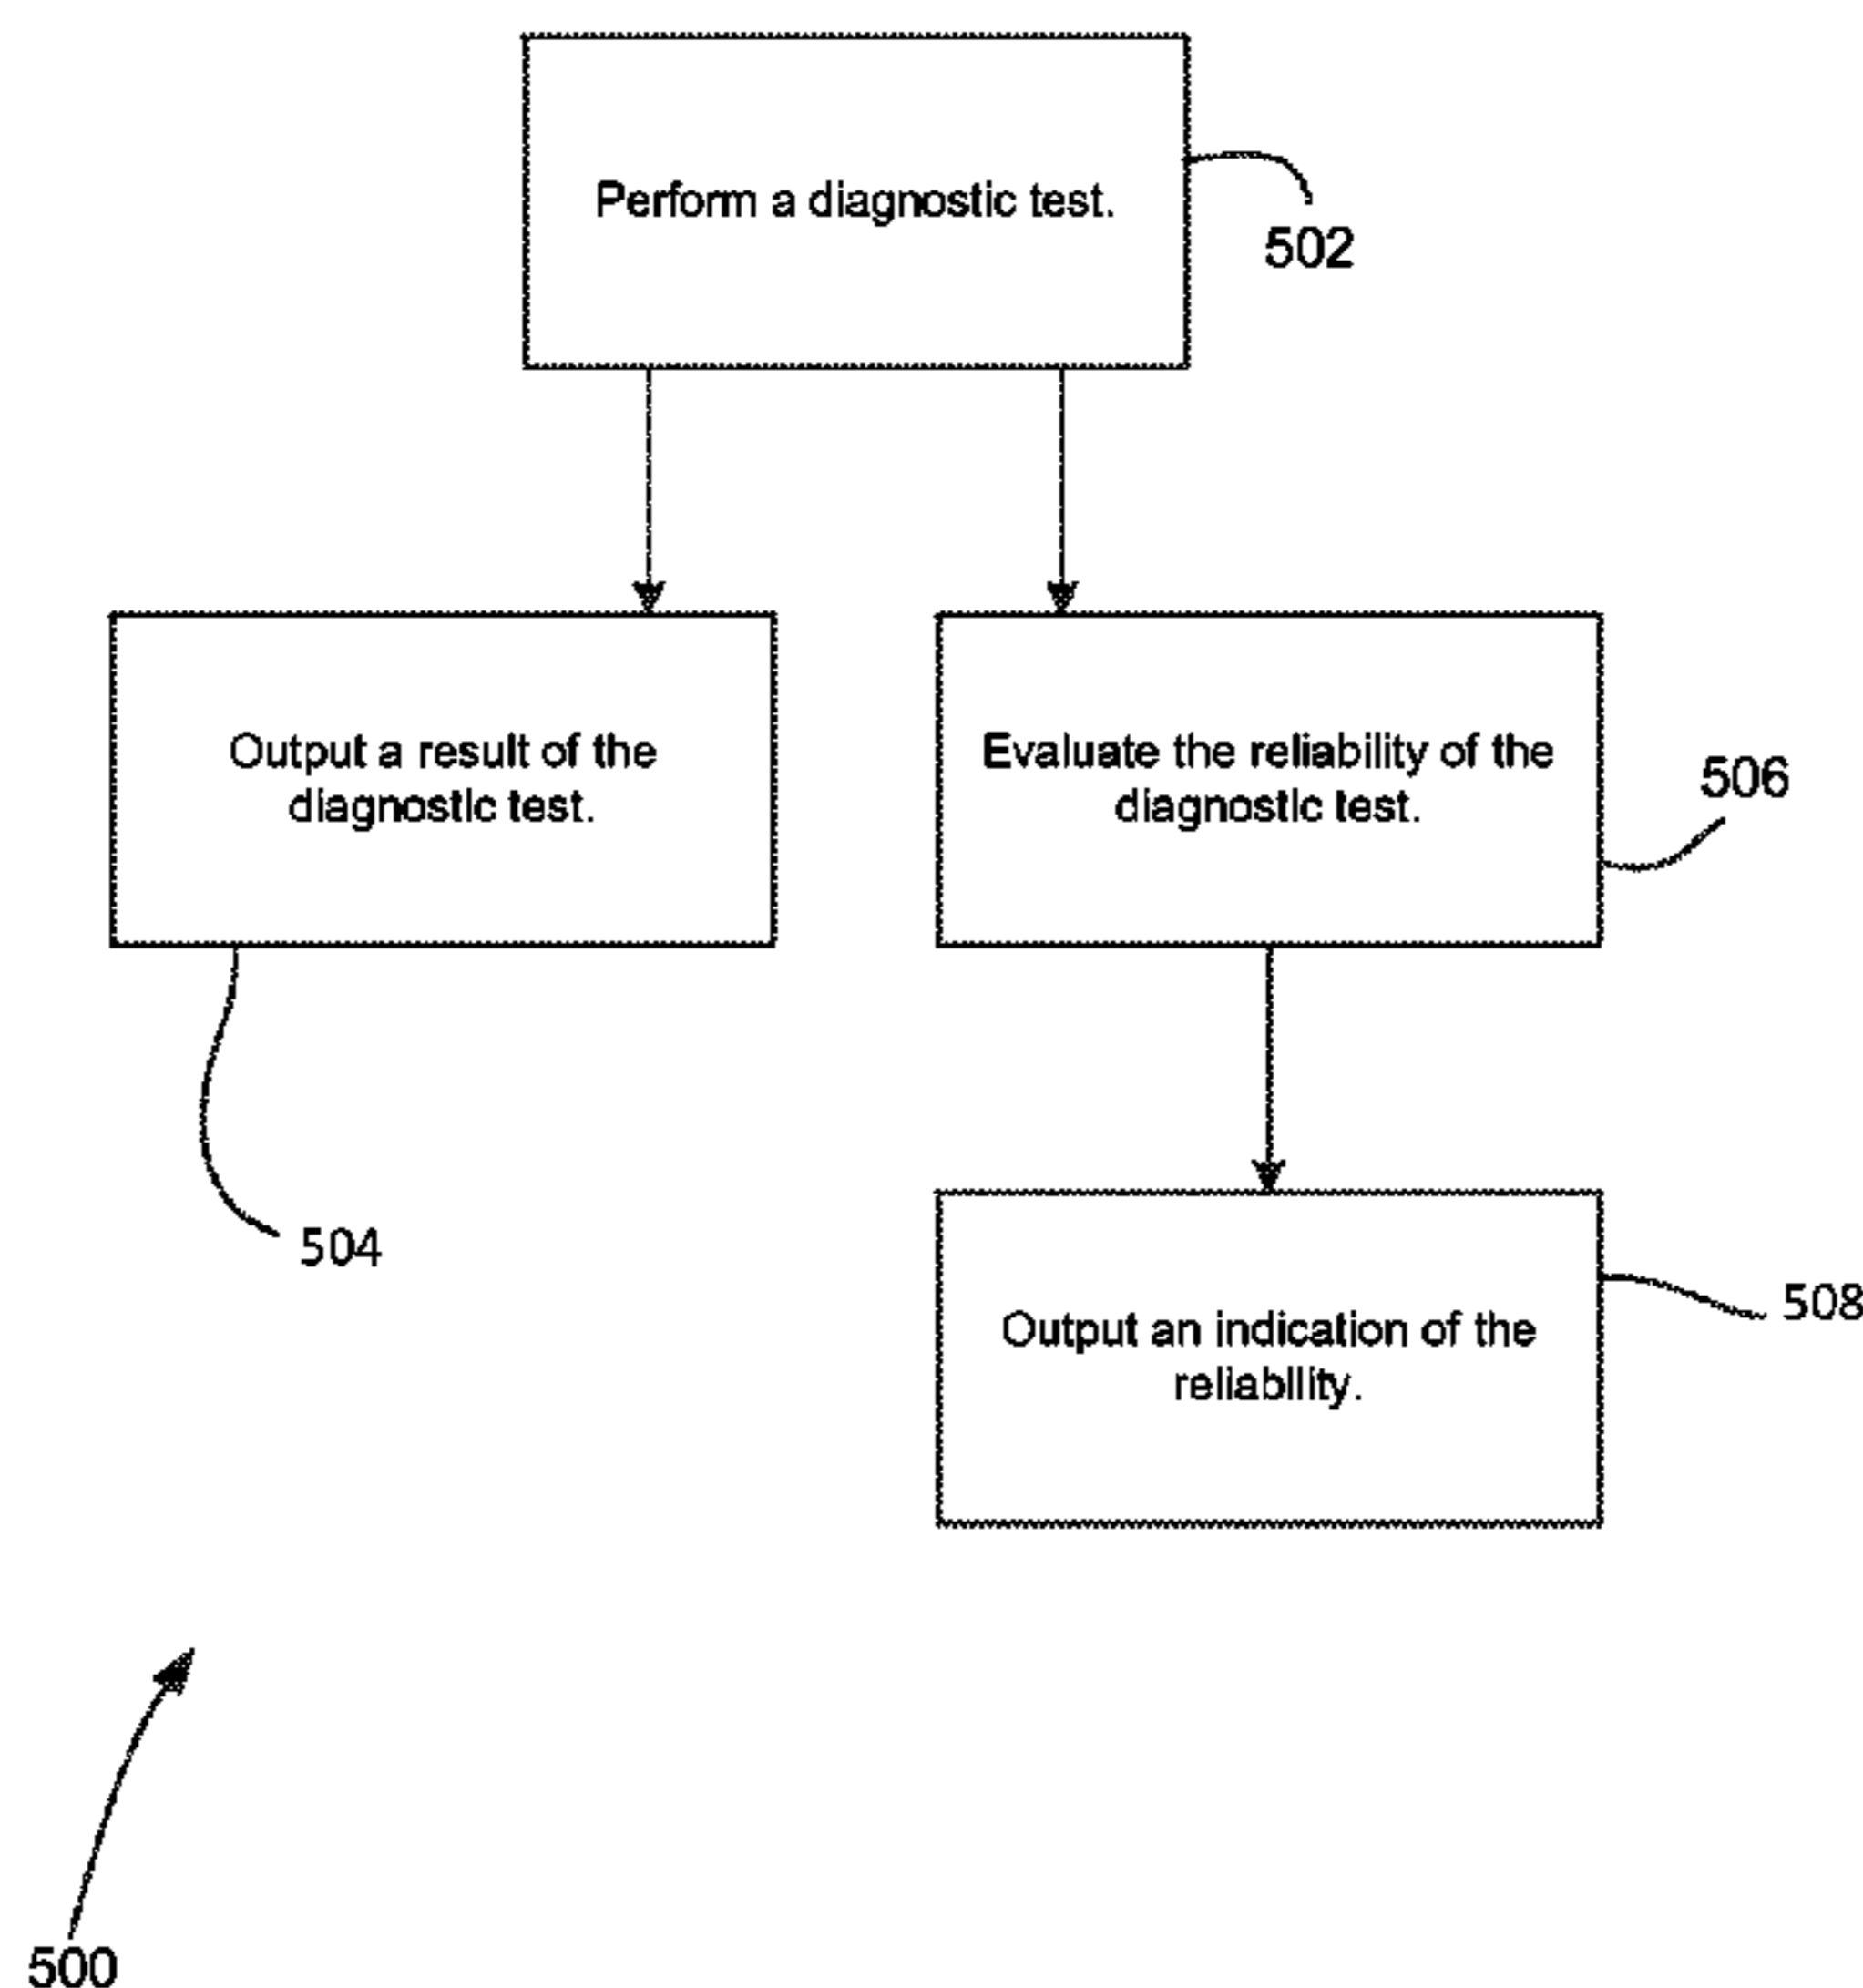 Perform a diagnostic test.
502
Output a result of the
diagnostic test.
Evaluate the reliability of the
diagnostic test.
506
504
Output an indication of the
reliability.
508
500